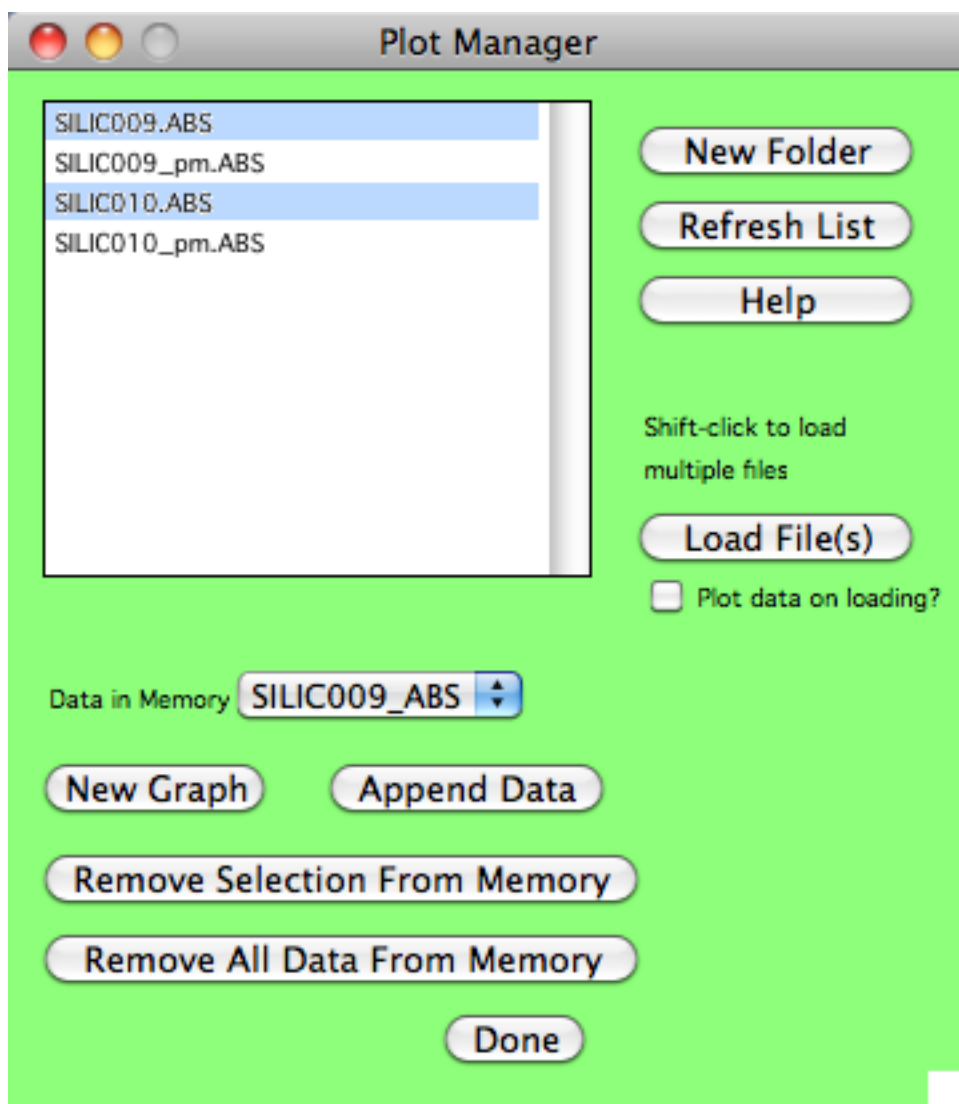 Plot Manager
SILIC009.ABS
SILIC009_pm.ABS
SILIC010.ABS
SILIC010_pm.ABS
New Folder
Refresh List
Help
Shift-click to load
multiple files
Load File(s)
Plot data on loading?
Data in Memory SILIC009_ABS
New Graph Append Data
Remove Selection From Memory
Remove All Data From Memory
Done